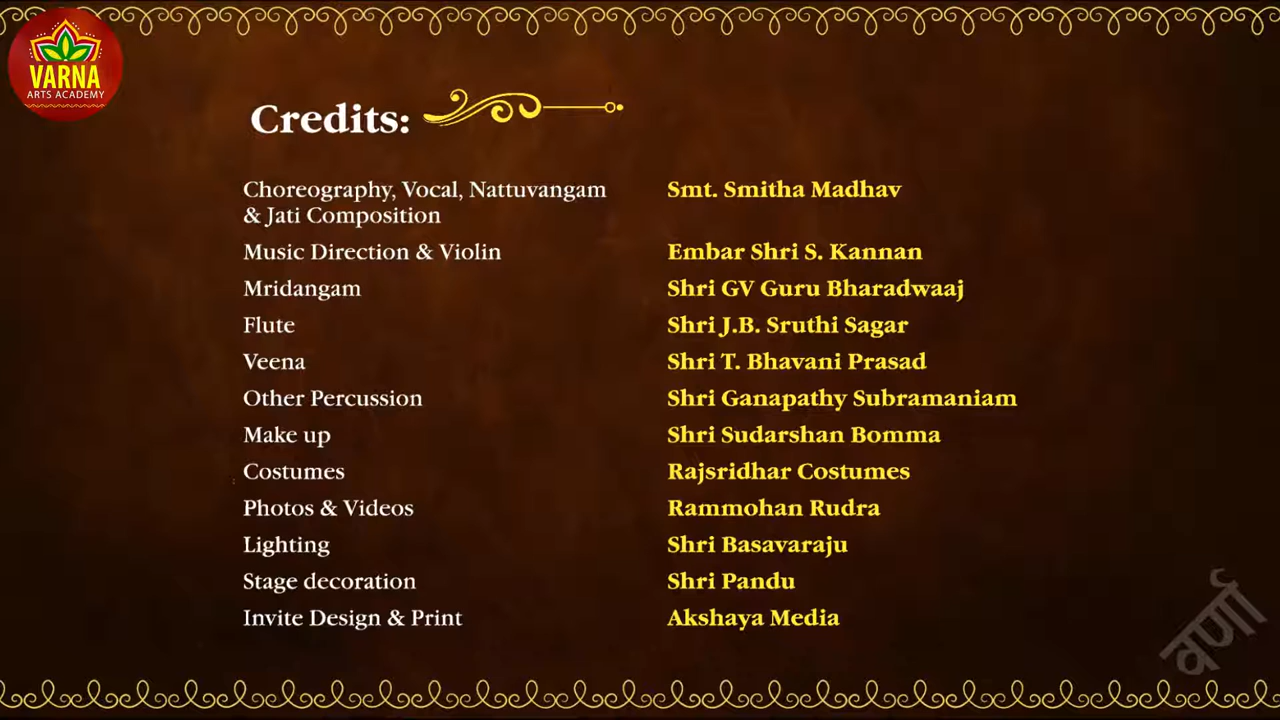 VARNA
ARTS ACADEMY
Credits:
Choreography, Vocal, Nattuvangam Smt. Smitha Madhav
& Jati Composition
Music Direction & Violin Embar Shri S. Kannan
Mridangam Shri GV Guru Bharadwaaj
Flute Shri J.B. Sruthi Sagar
Veena Shri T. Bhavani Prasad
Other Percussion Shri Ganapathy Subramaniam
Make up Shri Sudarshan Bomma
Costumes Rajsridhar Costumes
Photos & Videos Rammohan Rudra
Lighting Shri Basavaraju
Stage decoration Shri Pandu
Invite Design & Print Akshaya Media
वर्णा